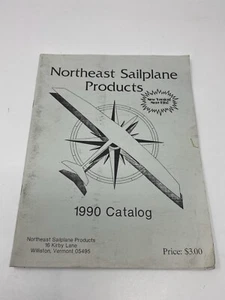 Northeast Sailplane
Products
1990 Catalog
Northeast Sailplane Products
16 Kirby Lane
Williston, Vermont 05495
Price: $3.00